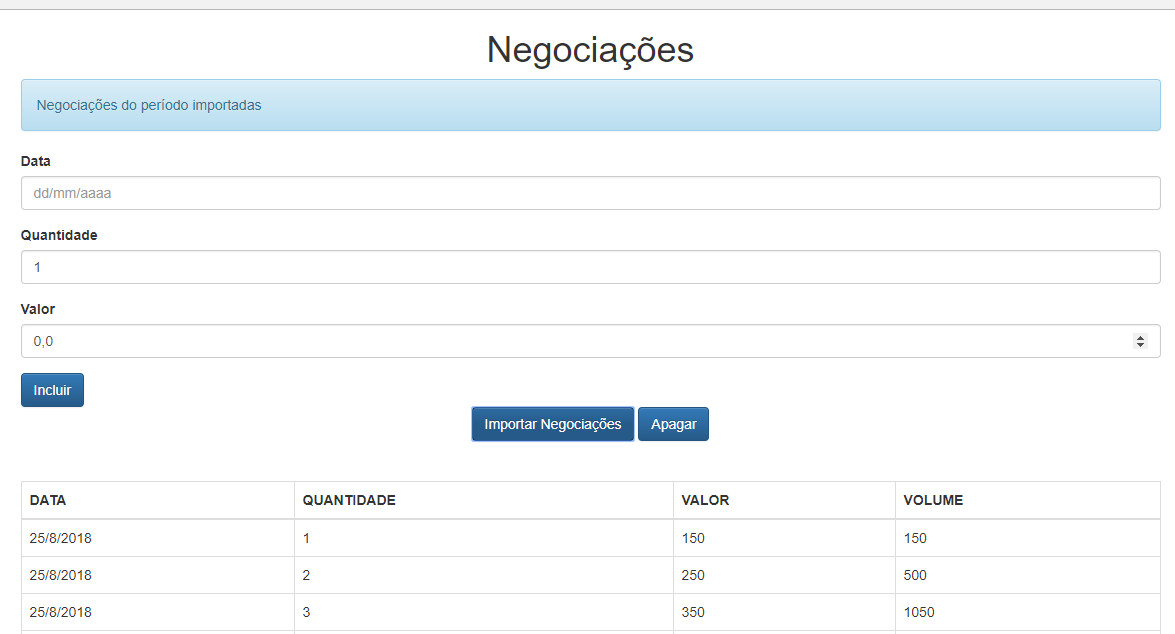 Negociações
Negociações do período importadas
Data
dd/mm/aaaa
Quantidade
1
Valor
0,0
Incluir
Importar Negociações Apagar
DATA QUANTIDADE VALOR VOLUME
25/8/2018 1 150 150
25/8/2018 2 250 500
25/8/2018 3 350 1050